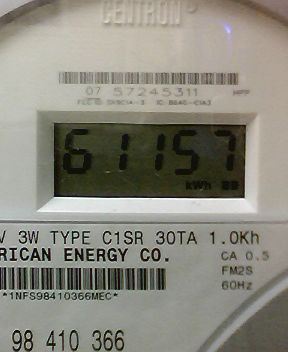 CENTRON®
07 57245311
61157
kWh
V 3W TYPE C1SR 30TA 1.0Kh
RICAN ENERGY CO. CA 0.5
FM2S
*1NFS98410366MEC* 60Hz
98 410 366